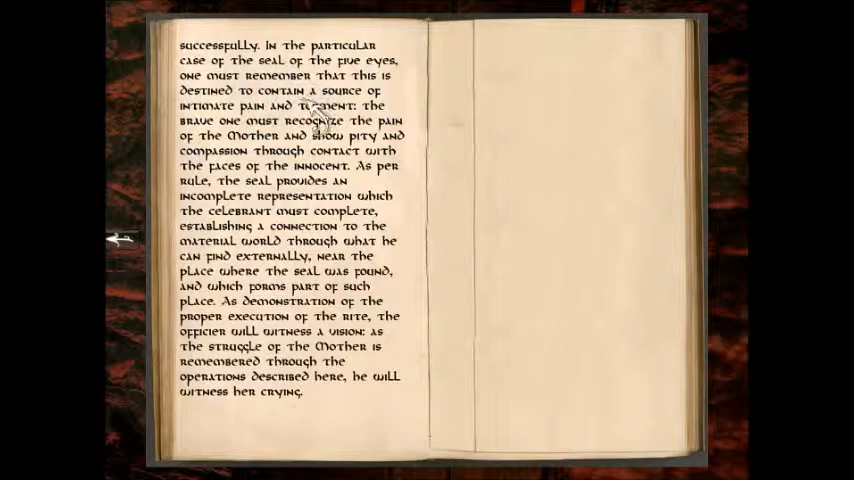 successfully. In the particular
case of the seal of the five eyes,
one must remember that this is
destined to contain a source of
intimate pain and torment: the
brave one must recognize the pain
of the Mother and show pity and
compassion through contact with
the faces of the innocent. As per
rule, the seal provides an
incomplete representation which
the celebrant must complete,
establishing a connection to the
material world through what he
can find externally, near the
place where the seal was found,
and which forms part of such
place. As demonstration of the
proper execution of the rite, the
officier will witness a vision: as
the struggle of the Mother is
remembered through the
operations described here, he will
witness her crying.